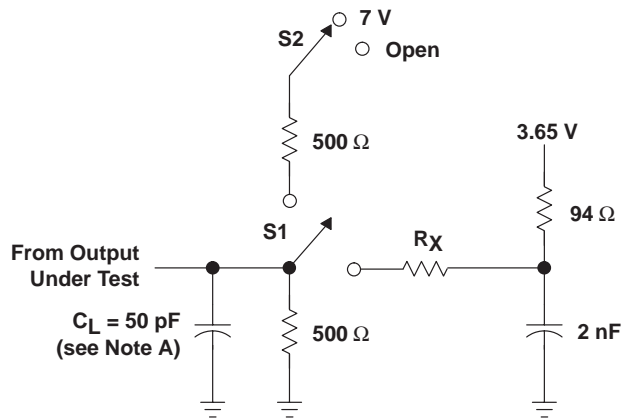 7 V
S2
Open
500 Ω
3.65 V
94 Ω
S1
RX
From Output
Under Test
CL = 50 pF
(see Note A)
500 Ω
2 nF